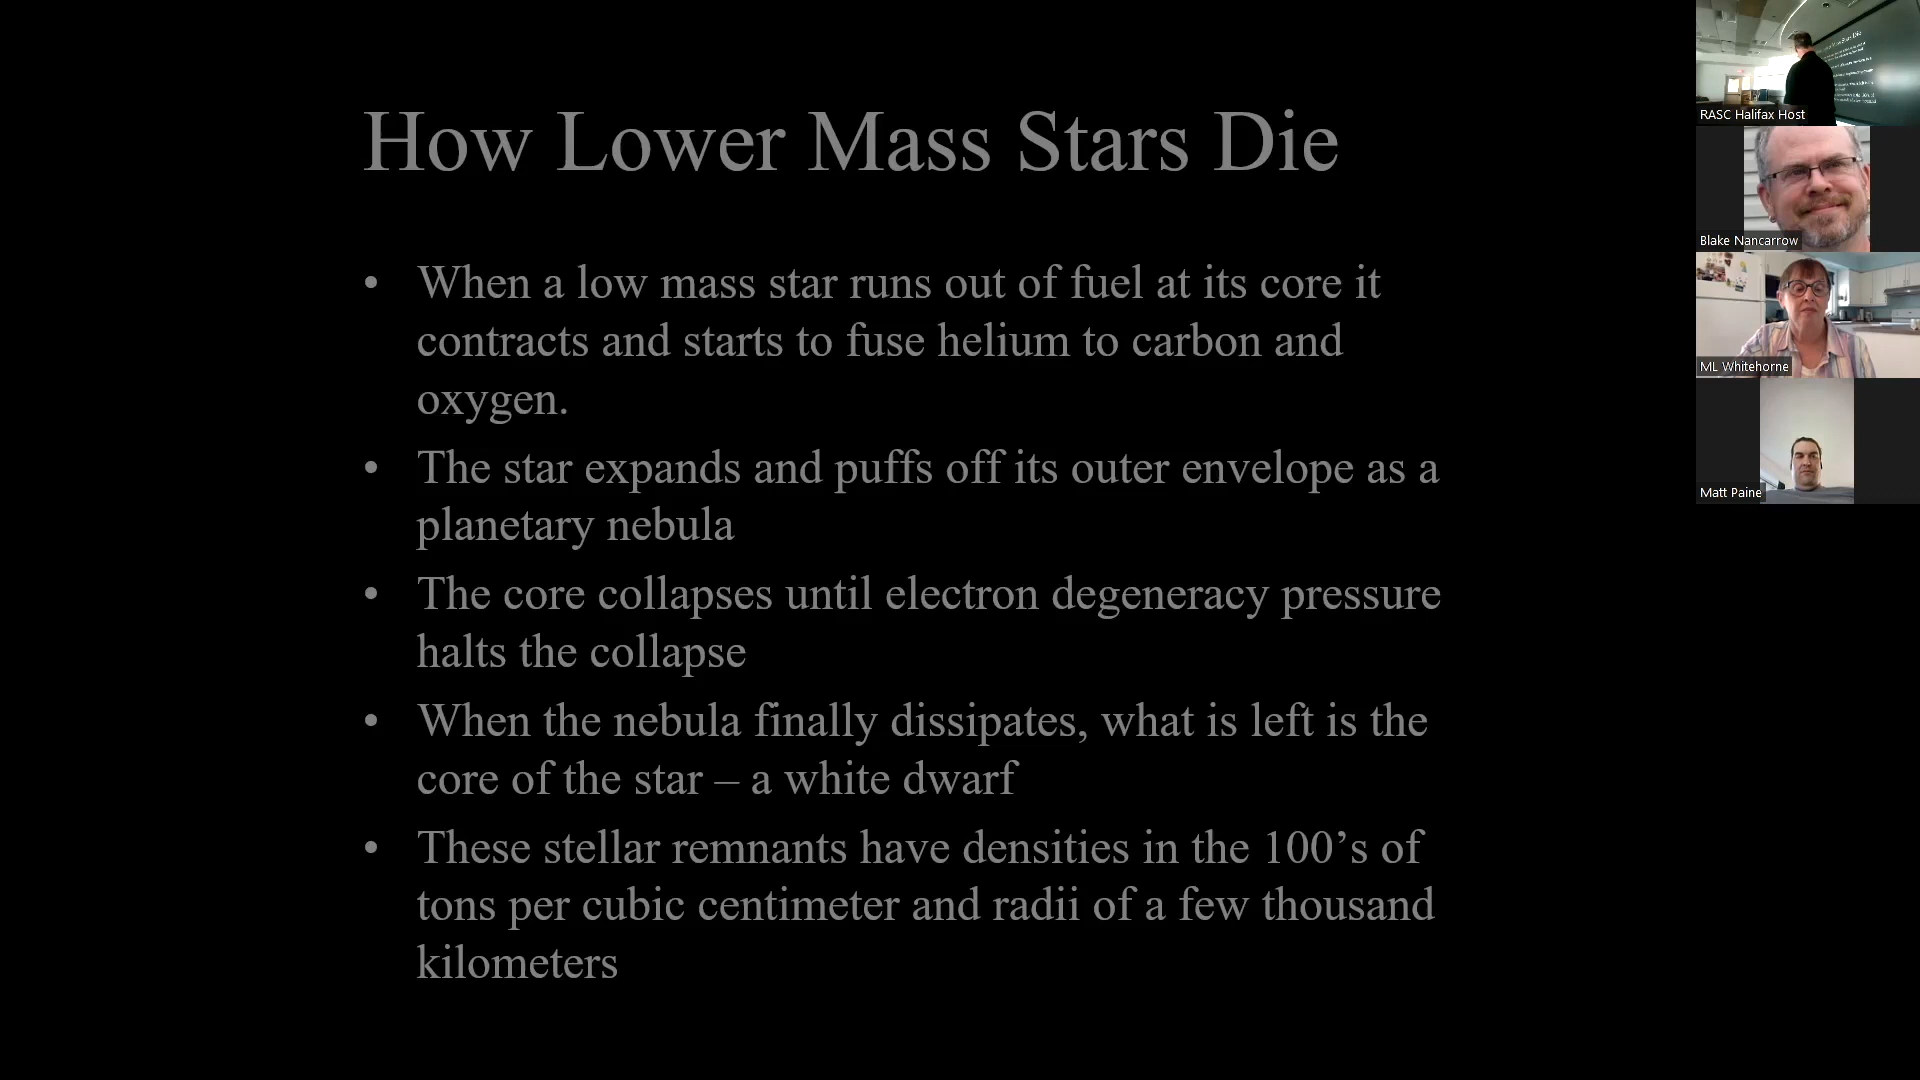 How Lower Mass Stars Die
• When a low mass star runs out of fuel at its core it
contracts and starts to fuse helium to carbon and
oxygen.
• The star expands and puffs off its outer envelope as a
planetary nebula
• The core collapses until electron degeneracy pressure
halts the collapse
• When the nebula finally dissipates, what is left is the
core of the star – a white dwarf
• These stellar remnants have densities in the 100’s of
tons per cubic centimeter and radii of a few thousand
kilometers
RASC Halifax Host
Blake Nancarrow
ML Whitehorne
Matt Paine